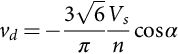 v_d = -\frac{3\sqrt{6}}{\pi} \frac{V_s}{n} \cos\alpha